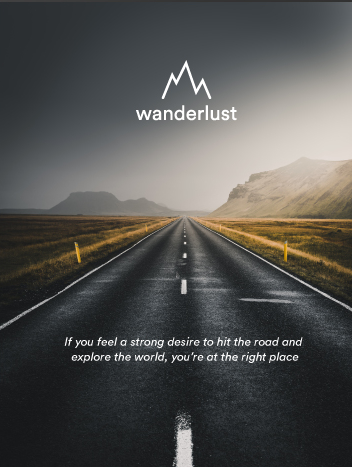 wanderlust
If you feel a strong desire to hit the road and
explore the world, you're at the right place